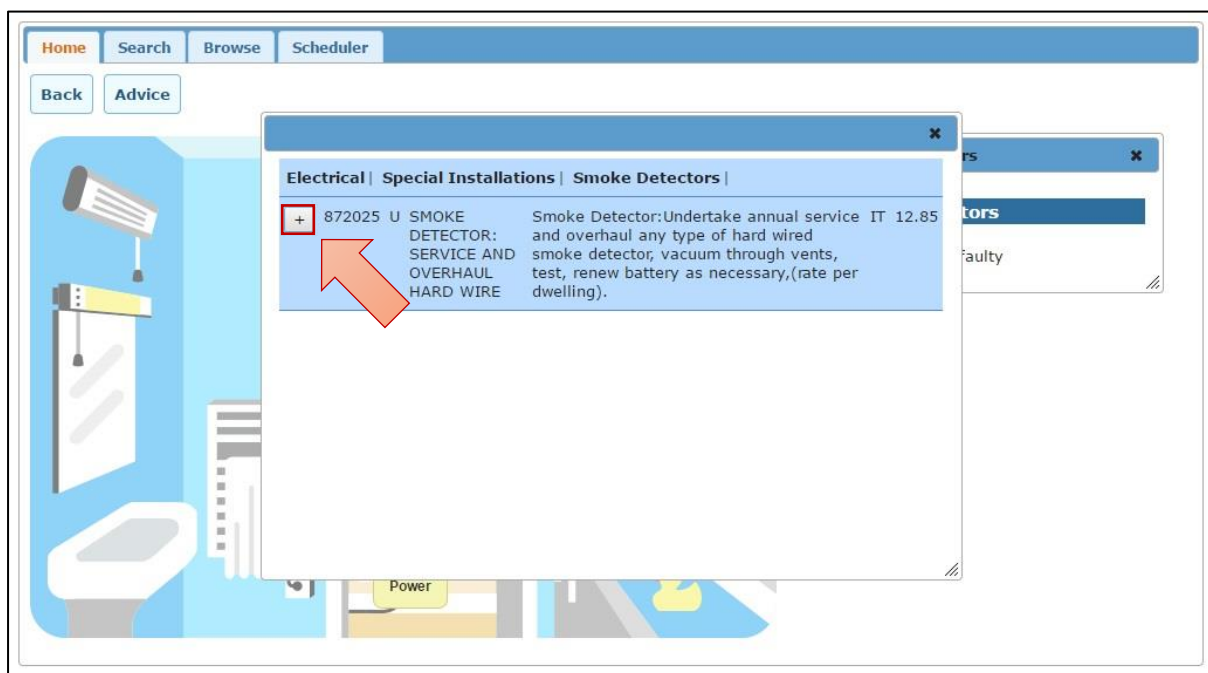 Home Search Browse Scheduler
Back Advice
Electrical| Special Installations| Smoke Detectors|
+ 872025 U SMOKE DETECTOR: SERVICE AND OVERHAUL HARD WIRE
Smoke Detector:Undertake annual service
and overhaul any type of hard wired
smoke detector, vacuum through vents,
test, renew battery as necessary,(rate per
dwelling).
IT 12.85
rs
tors
faulty
Power